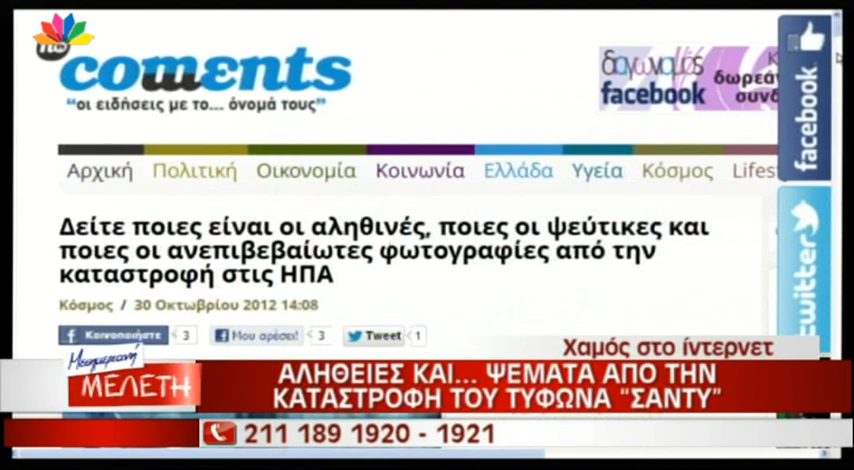 coments
"οι ειδήσεις με το... όνομά τους"
δαγωνισμός
facebook
δωρεάν
συνδ
facebook
twitter
Αρχική Πολιτική Οικονομία Κοινωνία Ελλάδα Υγεία Κόσμος Lifes
Δείτε ποιες είναι οι αληθινές, ποιες οι ψεύτικες και
ποιες οι ανεπιβεβαίωτες φωτογραφίες από την
καταστροφή στις ΗΠΑ
Κόσμος / 30 Οκτωβρίου 2012 14:08
Κοινοποιήστε 3 Μου αρέσει! 3 Tweet 1
Χαμός στο ίντερνετ
Μεσημεριανή
ΜΕΛΕΤΗ
ΑΛΗΘΕΙΕΣ ΚΑΙ... ΨΕΜΑΤΑ ΑΠΟ ΤΗΝ
ΚΑΤΑΣΤΡΟΦΗ ΤΟΥ ΤΥΦΩΝΑ "ΣΑΝΤΥ"
211 189 1920 - 1921